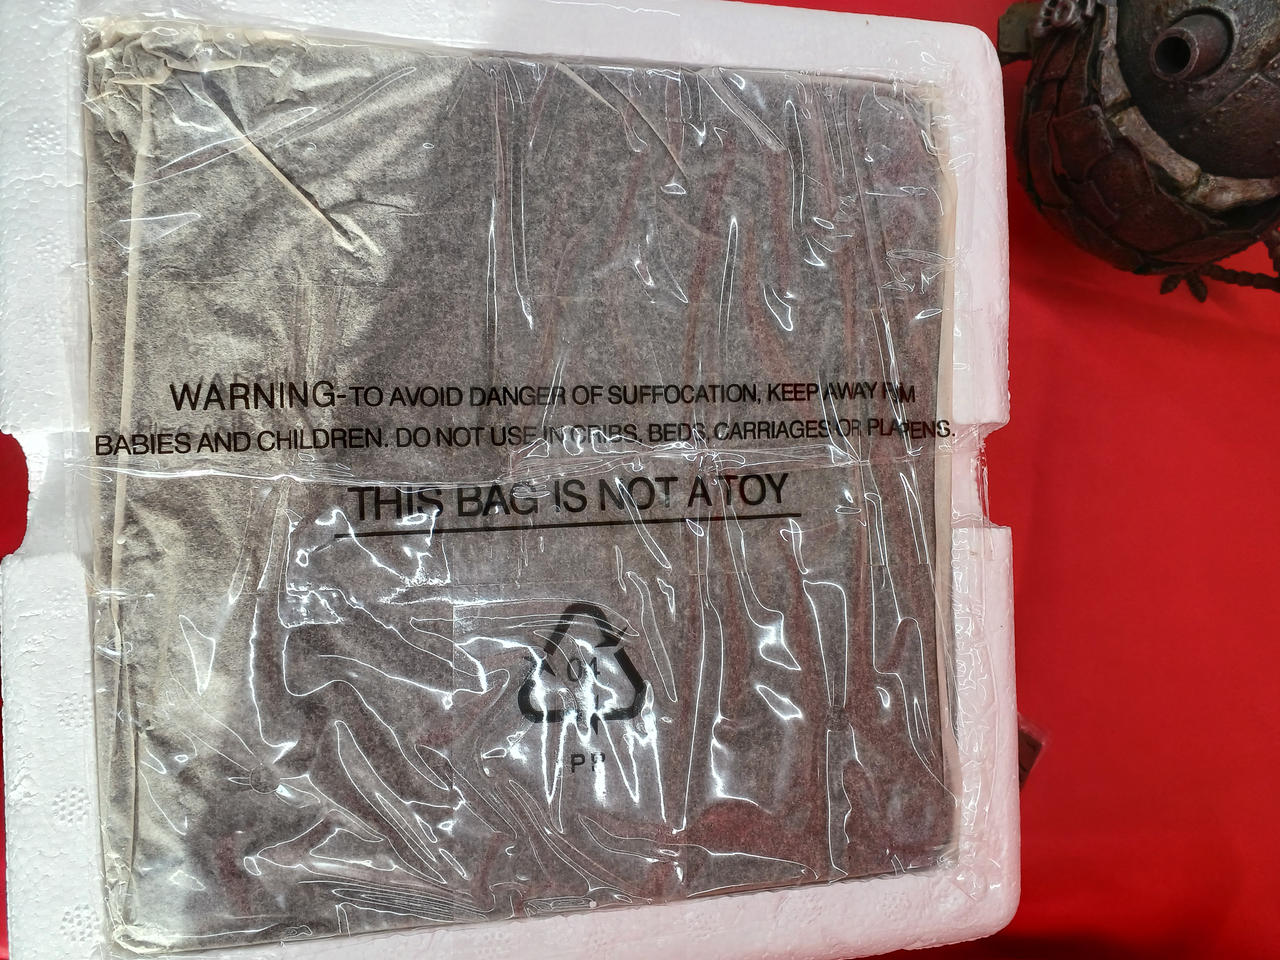 WARNING-TO AVOID DANGER OF SUFFOCATION, KEEP AWAY
BABIES AND CHILDREN. DO NOT USE IN CRIBS, BEDS, CARRIAGES OR
THIS BAG IS NOT A TOY
04
PP